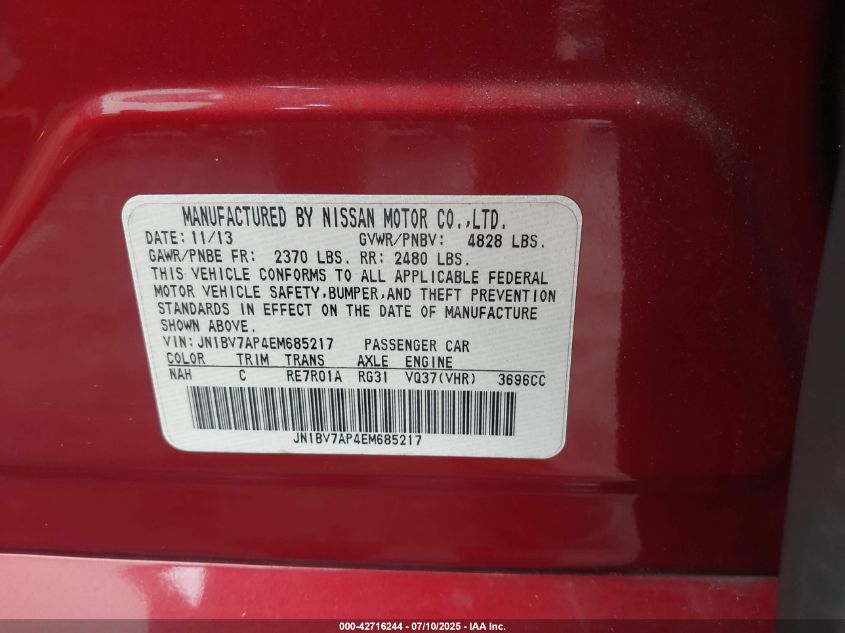 MANUFACTURED BY NISSAN MOTOR CO.,LTD.
DATE: 11/13 GVWR/PNBV: 4828 LBS.
GAWR/PNBE FR: 2370 LBS. RR: 2480 LBS.
THIS VEHICLE CONFORMS TO ALL APPLICABLE FEDERAL
MOTOR VEHICLE SAFETY,BUMPER,AND THEFT PREVENTION
STANDARDS IN EFFECT ON THE DATE OF MANUFACTURE
SHOWN ABOVE.
VIN: JN1BV7AP4EM685217 PASSENGER CAR
COLOR TRIM TRANS AXLE ENGINE
NAH C RE7R01A RG31 VQ37(VHR) 3696CC
JN1BV7AP4EM685217
000-42716244 - 07/10/2025 - IAA Inc.